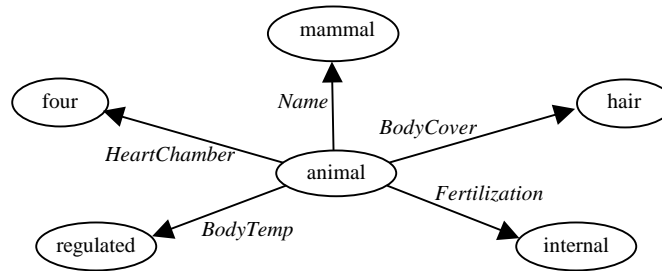 mammal
four
Name
hair
BodyCover
HeartChamber
animal
Fertilization
BodyTemp
regulated
internal